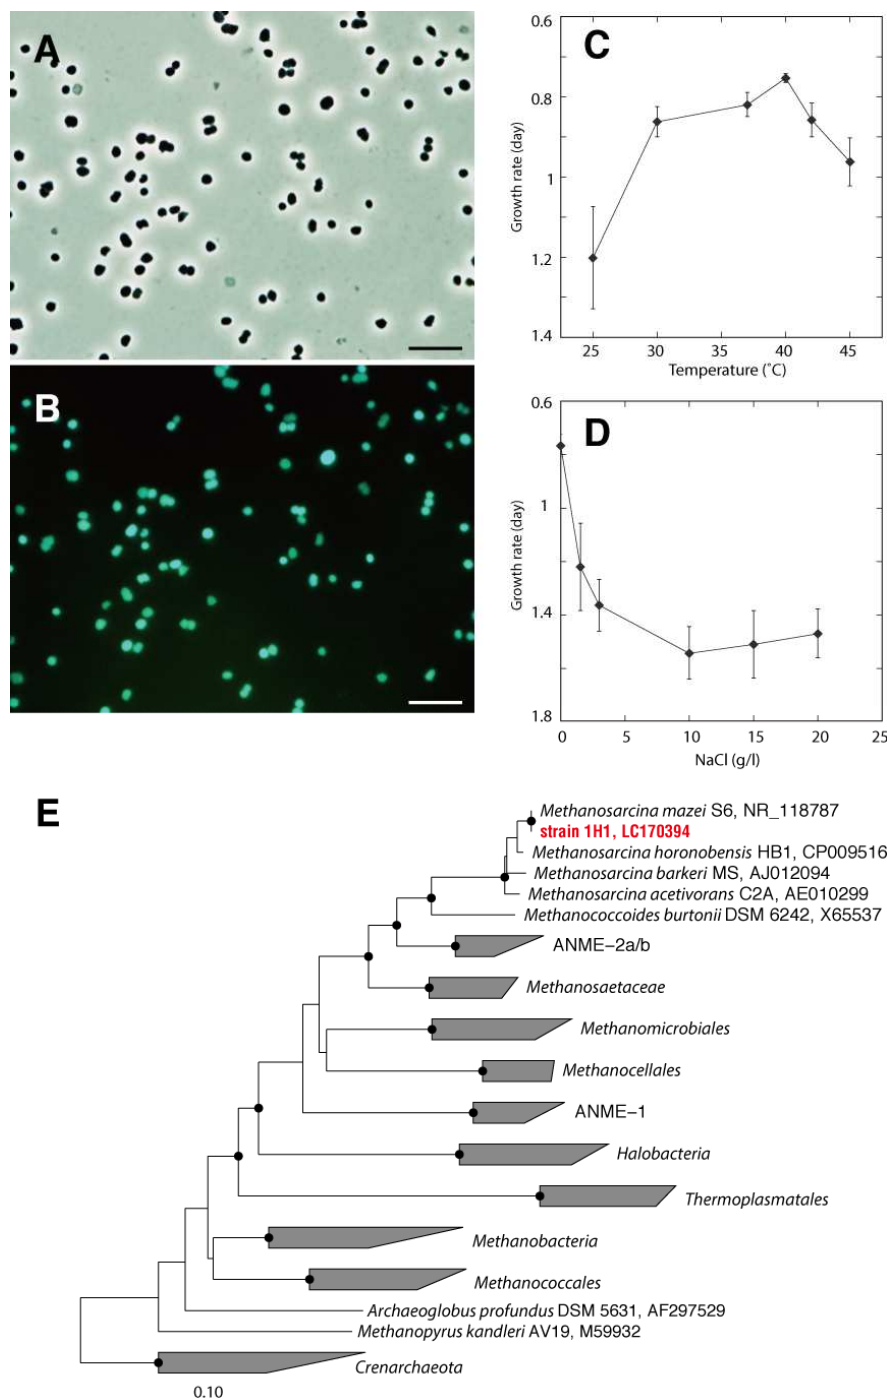 A
B
C
0.6
0.8
1
1.2
1.4
Growth rate (day)
25
30
35
40
45
Temperature (˚C)
D
0.6
1
1.4
1.8
Growth rate (day)
0
5
10
15
20
25
NaCl (g/l)
E
Methanosarcina mazei S6, NR_118787
strain 1H1, LC170394
Methanosarcina horonobensis HB1, CP009516
Methanosarcina barkeri MS, AJ012094
Methanosarcina acetivorans C2A, AE010299
Methanococcoides burtonii DSM 6242, X65537
ANME−2a/b
Methanosaetaceae
Methanomicrobiales
Methanocellales
ANME−1
Halobacteria
Thermoplasmatales
Methanobacteria
Methanococcales
Archaeoglobus profundus DSM 5631, AF297529
Methanopyrus kandleri AV19, M59932
Crenarchaeota
0.10